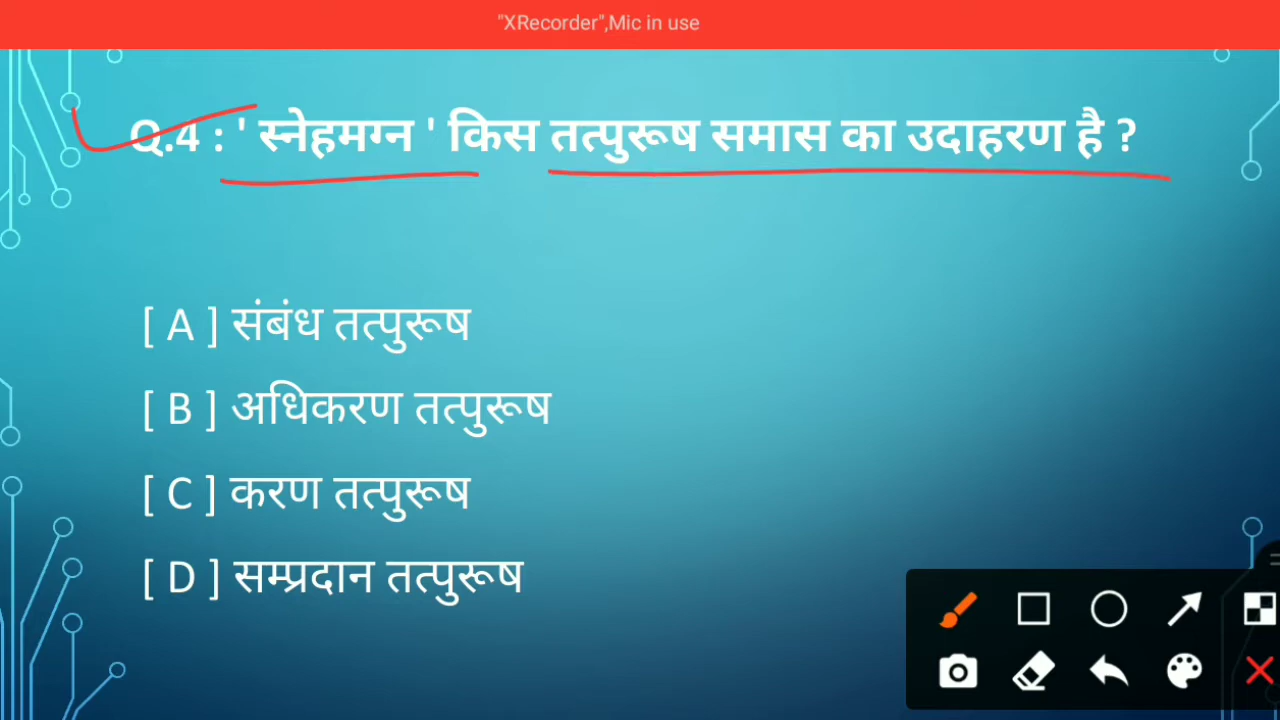 "XRecorder",Mic in use
Q.4 : ' स्नेहमग्न ' किस तत्पुरूष समास का उदाहरण है ?
[ A ] संबंध तत्पुरूष
[ B ] अधिकरण तत्पुरूष
[ C ] करण तत्पुरूष
[ D ] सम्प्रदान तत्पुरूष